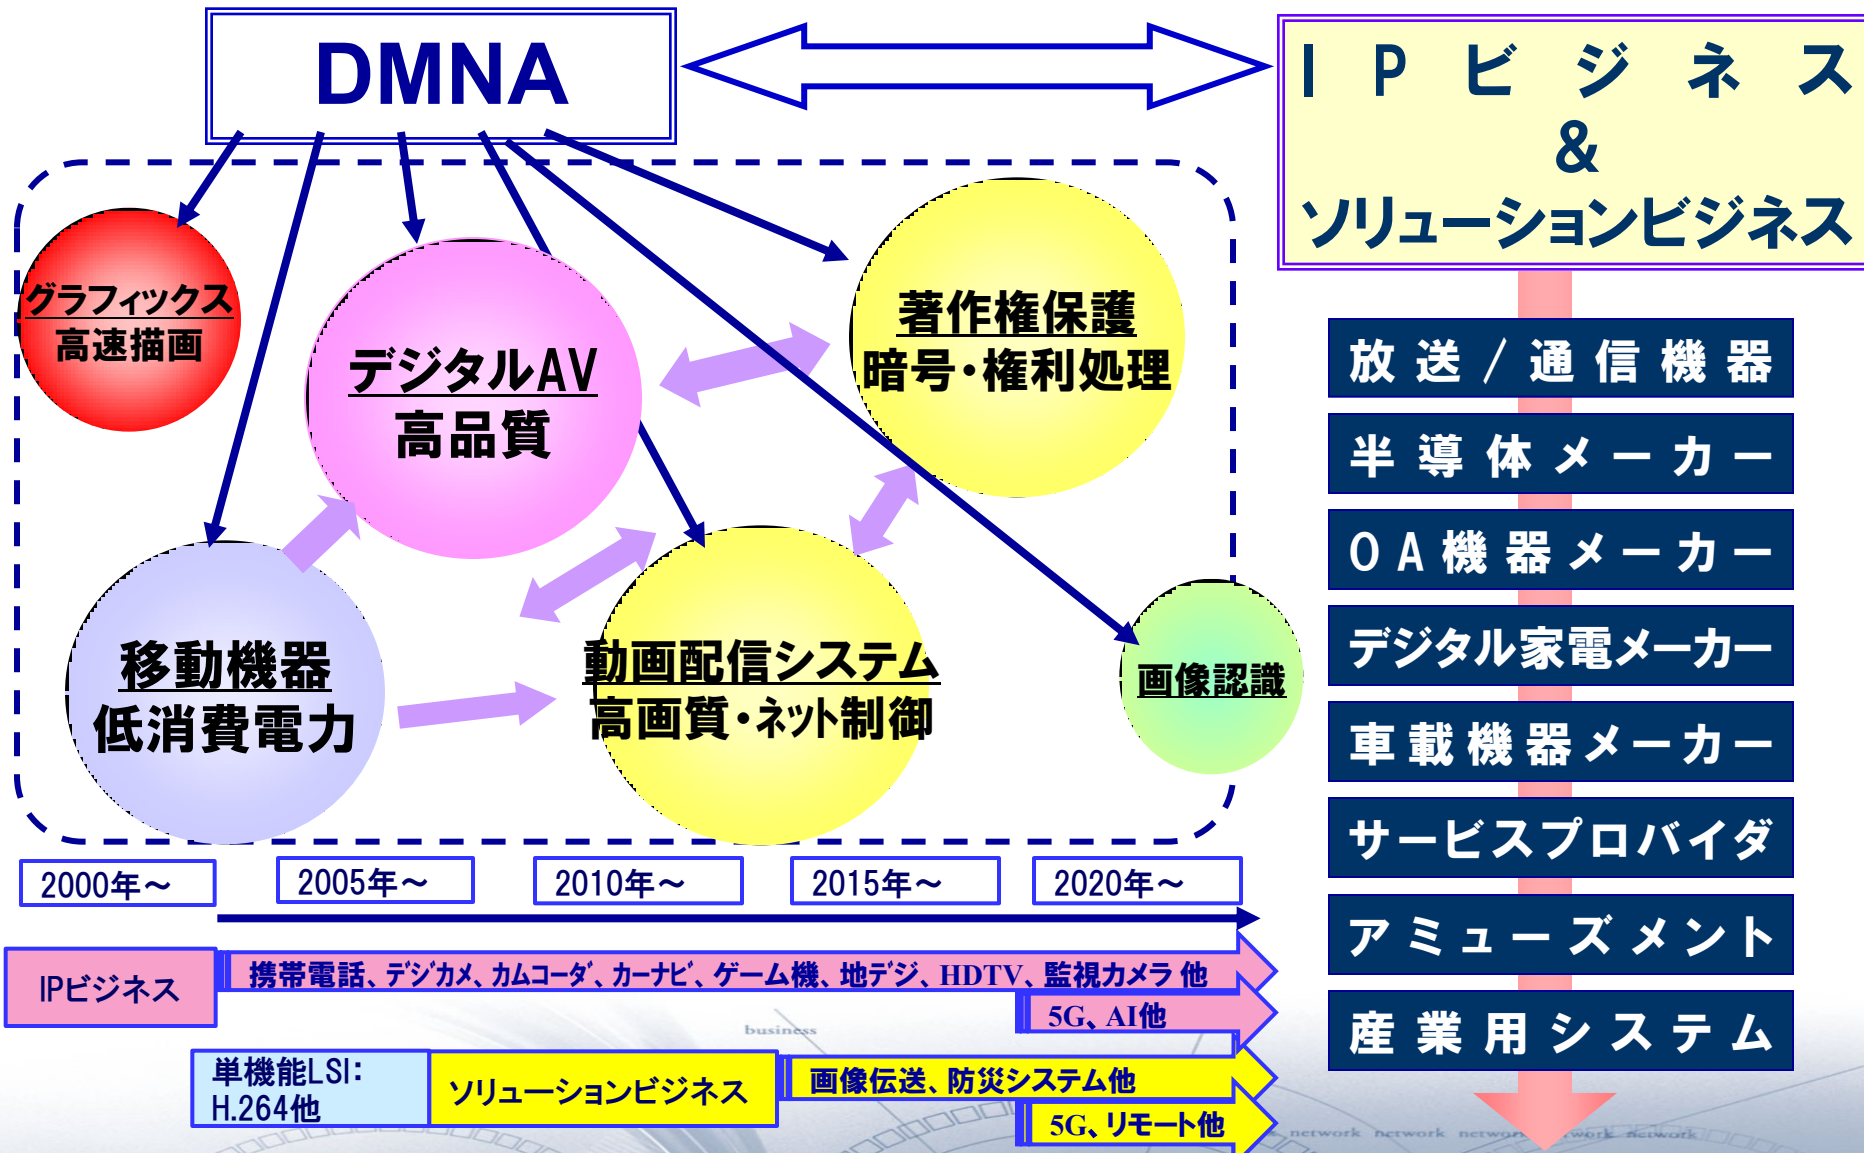 DMNA
IPビジネス
&
ソリューションビジネス
グラフィックス
高速描画
デジタルAV
高品質
著作権保護
暗号・権利処理
移動機器
低消費電力
動画配信システム
高画質・ネット制御
画像認識
放送/通信機器
半導体メーカー
OA機器メーカー
デジタル家電メーカー
車載機器メーカー
サービスプロバイダ
アミューズメント
産業用システム
2000年～
2005年～
2010年～
2015年～
2020年～
IPビジネス
携帯電話、デジカメ、カムコーダ、カーナビ、ゲーム機、地デジ、HDTV、監視カメラ 他
5G、AI他
business
単機能LSI：
H.264他
ソリューションビジネス
画像伝送、防災システム他
5G、リモート他
network network network network network